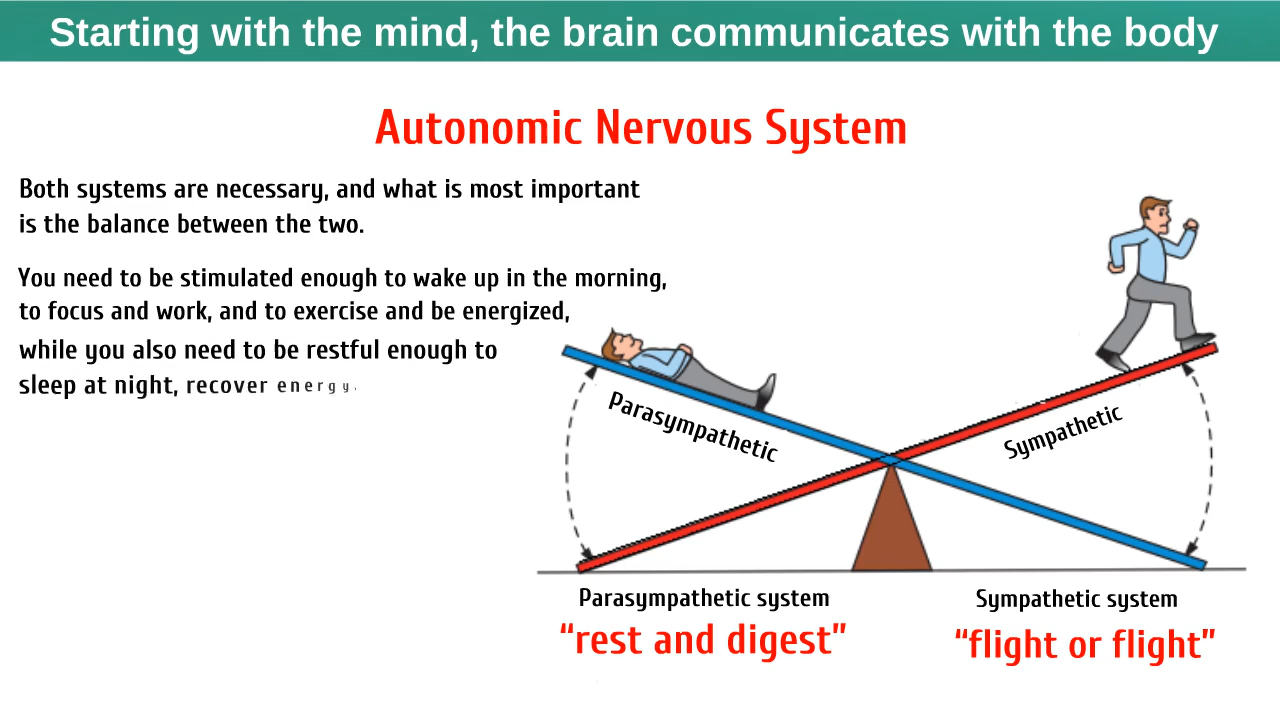 Starting with the mind, the brain communicates with the body
Autonomic Nervous System
Both systems are necessary, and what is most important
is the balance between the two.
You need to be stimulated enough to wake up in the morning,
to focus and work, and to exercise and be energized,
while you also need to be restful enough to
sleep at night, recover energy.
Parasympathetic
Sympathetic
Parasympathetic system
"rest and digest"
Sympathetic system
"flight or flight"